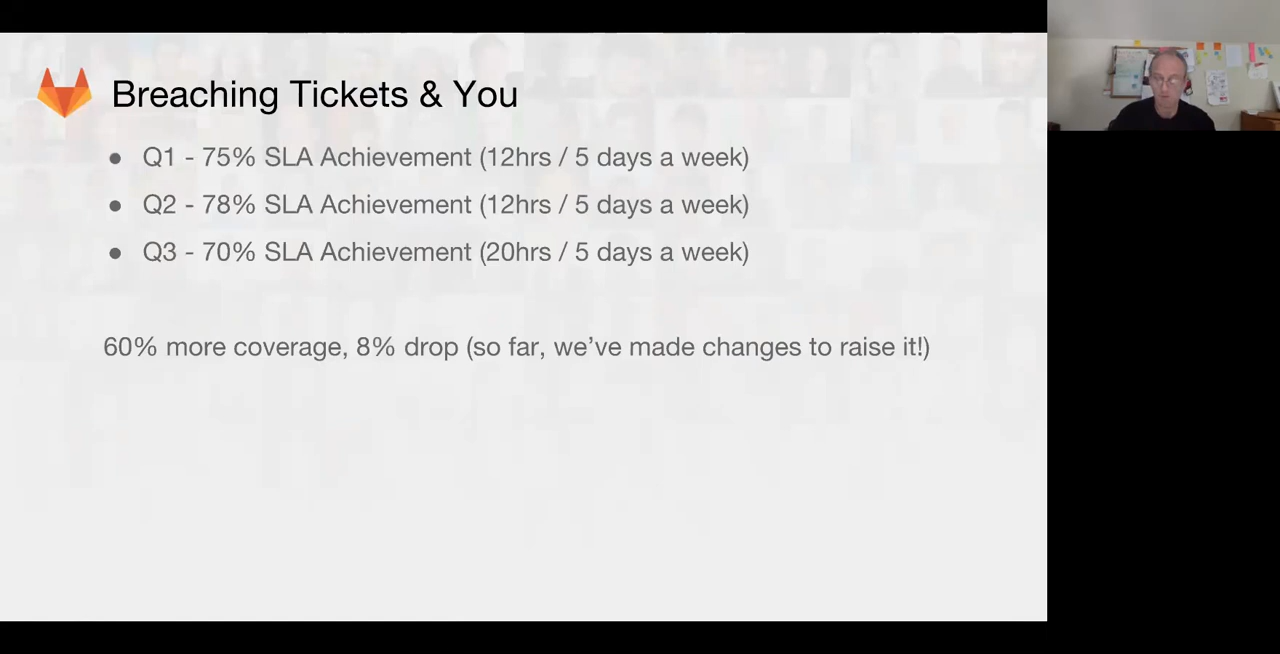 Breaching Tickets & You
● Q1 - 75% SLA Achievement (12hrs / 5 days a week)
● Q2 - 78% SLA Achievement (12hrs / 5 days a week)
● Q3 - 70% SLA Achievement (20hrs / 5 days a week)
60% more coverage, 8% drop (so far, we’ve made changes to raise it!)